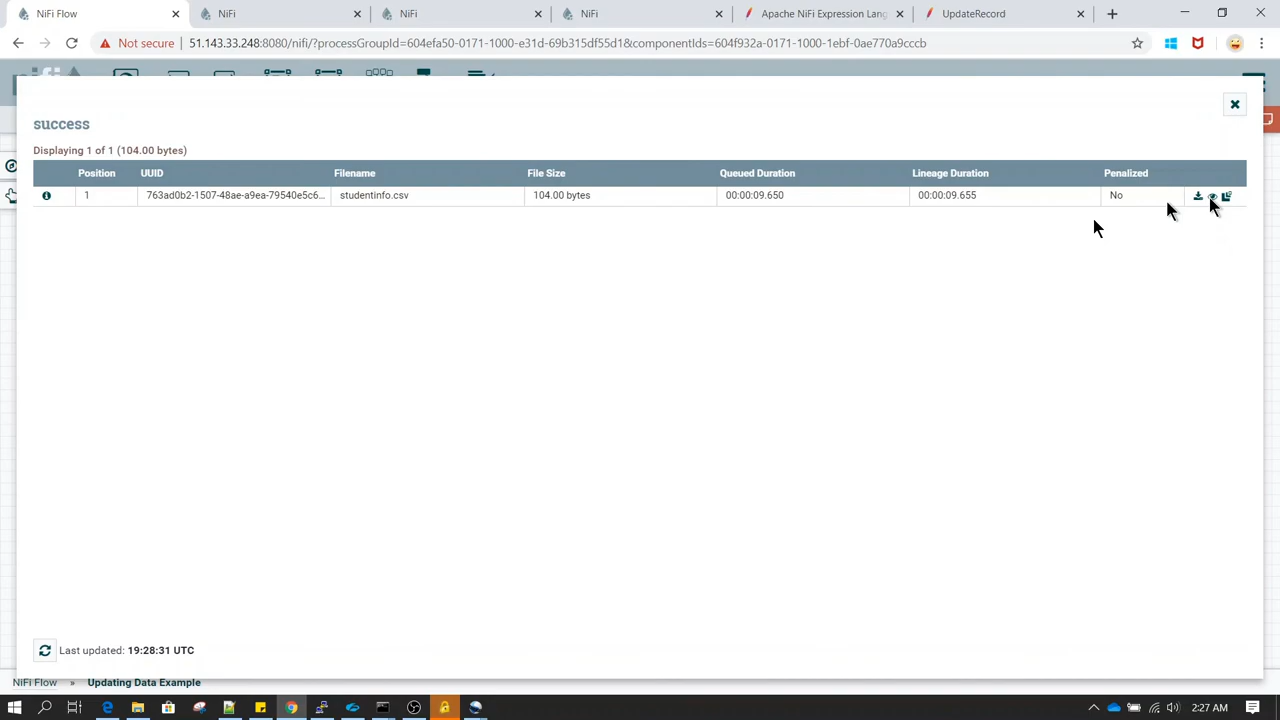 NiFi Flow
NiFi
NiFi
NiFi
Apache NiFi Expression Lang
UpdateRecord
Not secure
51.143.33.248:8080/nifi/?processGroupId=604efa50-0171-1000-e31d-69b315df55d1&componentIds=604f932a-0171-1000-1ebf-0ae770a9cccb
success
Displaying 1 of 1 (104.00 bytes)
Position UUID Filename File Size Queued Duration Lineage Duration Penalized
1 763ad0b2-1507-48ae-a9ea-79540e5c6... studentinfo.csv 104.00 bytes 00:00:09.650 00:00:09.655 No
Last updated: 19:28:31 UTC
NiFi Flow » Updating Data Example
2:27 AM